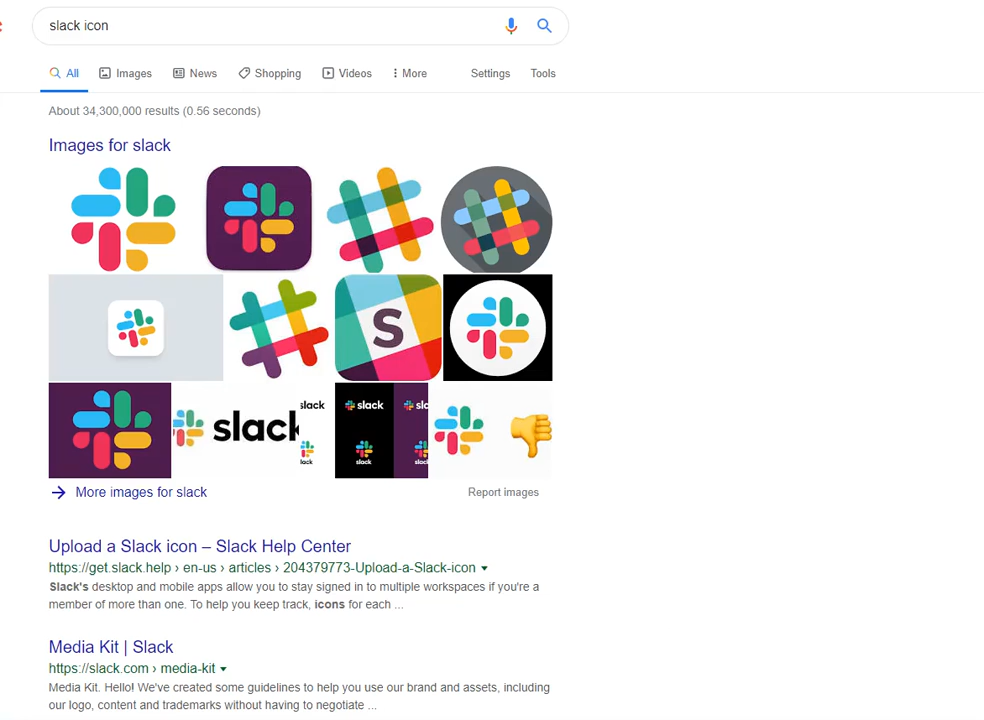 slack icon
All Images News Shopping Videos More Settings Tools
About 34,300,000 results (0.56 seconds)
Images for slack
S
slack
slack
slack
slack
slack
More images for slack Report images
Upload a Slack icon – Slack Help Center
https://get.slack.help › en-us › articles › 204379773-Upload-a-Slack-icon
Slack's desktop and mobile apps allow you to stay signed in to multiple workspaces if you're a
member of more than one. To help you keep track, icons for each ...
Media Kit | Slack
https://slack.com › media-kit
Media Kit. Hello! We've created some guidelines to help you use our brand and assets, including
our logo, content and trademarks without having to negotiate ...